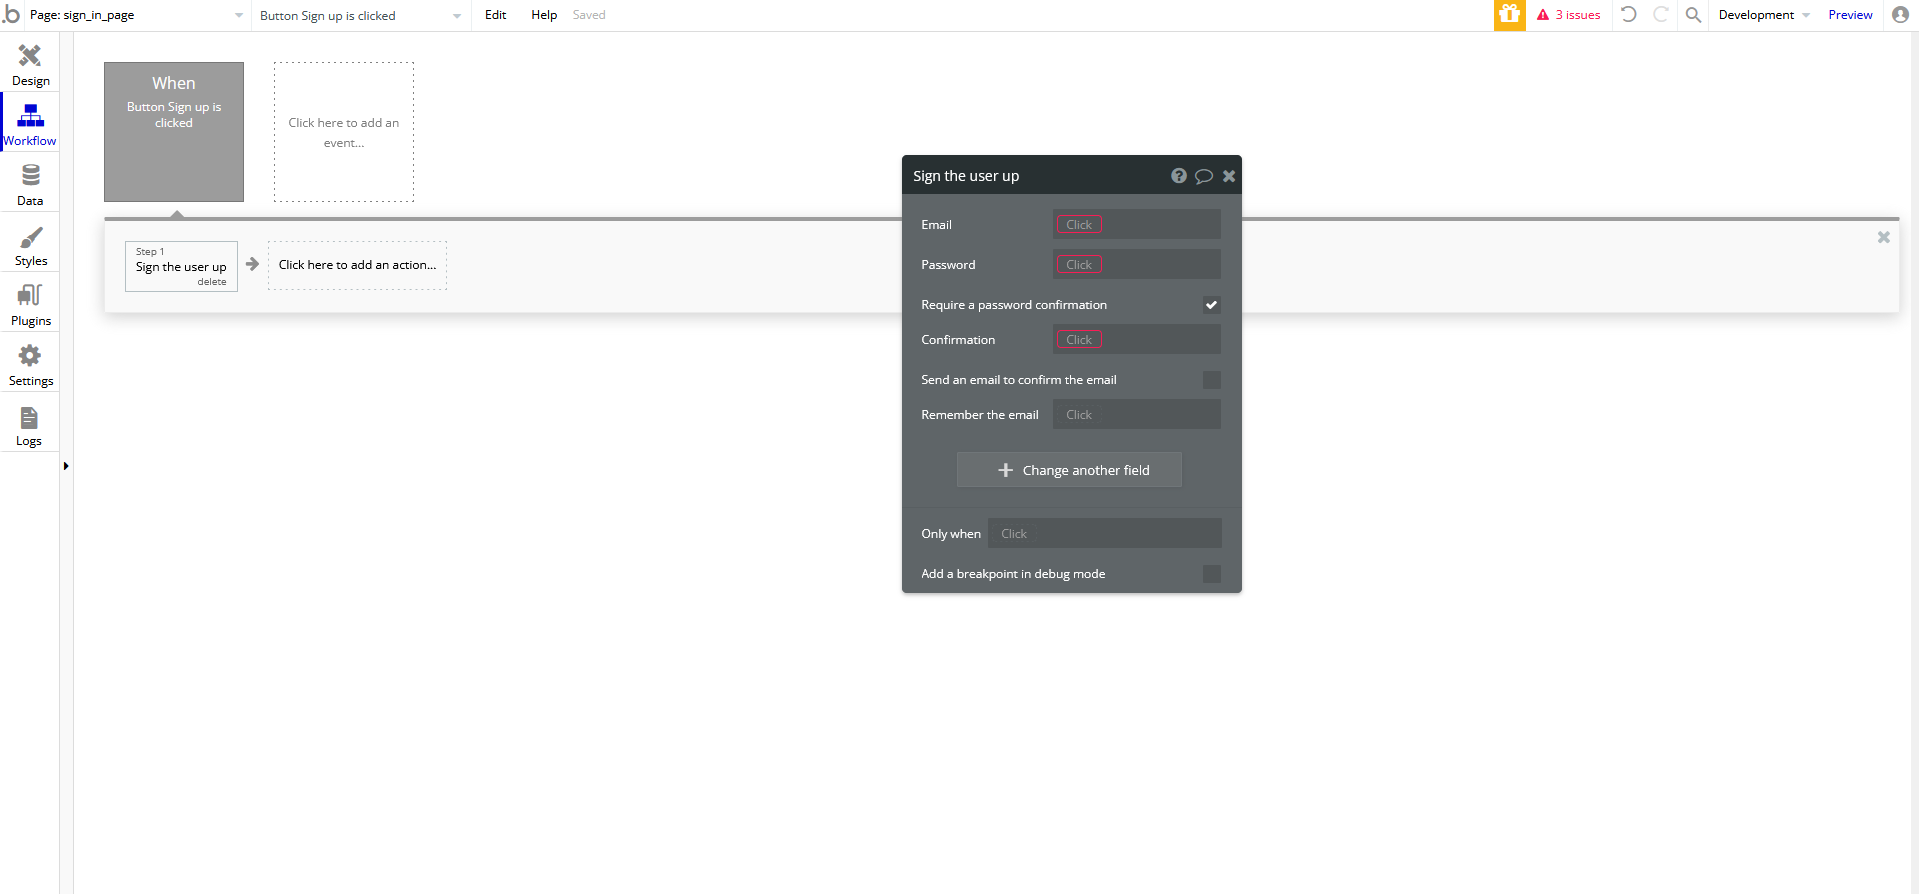 .b Page: sign_in_page Button Sign up is clicked Edit Help Saved 3 issues Development Preview
Design
Workflow
Data
Styles
Plugins
Settings
Logs
When
Button Sign up is
clicked
Click here to add an
event...
Step 1
Sign the user up
delete
Click here to add an action...
Sign the user up
Email Click
Password Click
Require a password confirmation
Confirmation Click
Send an email to confirm the email
Remember the email Click
Change another field
Only when Click
Add a breakpoint in debug mode